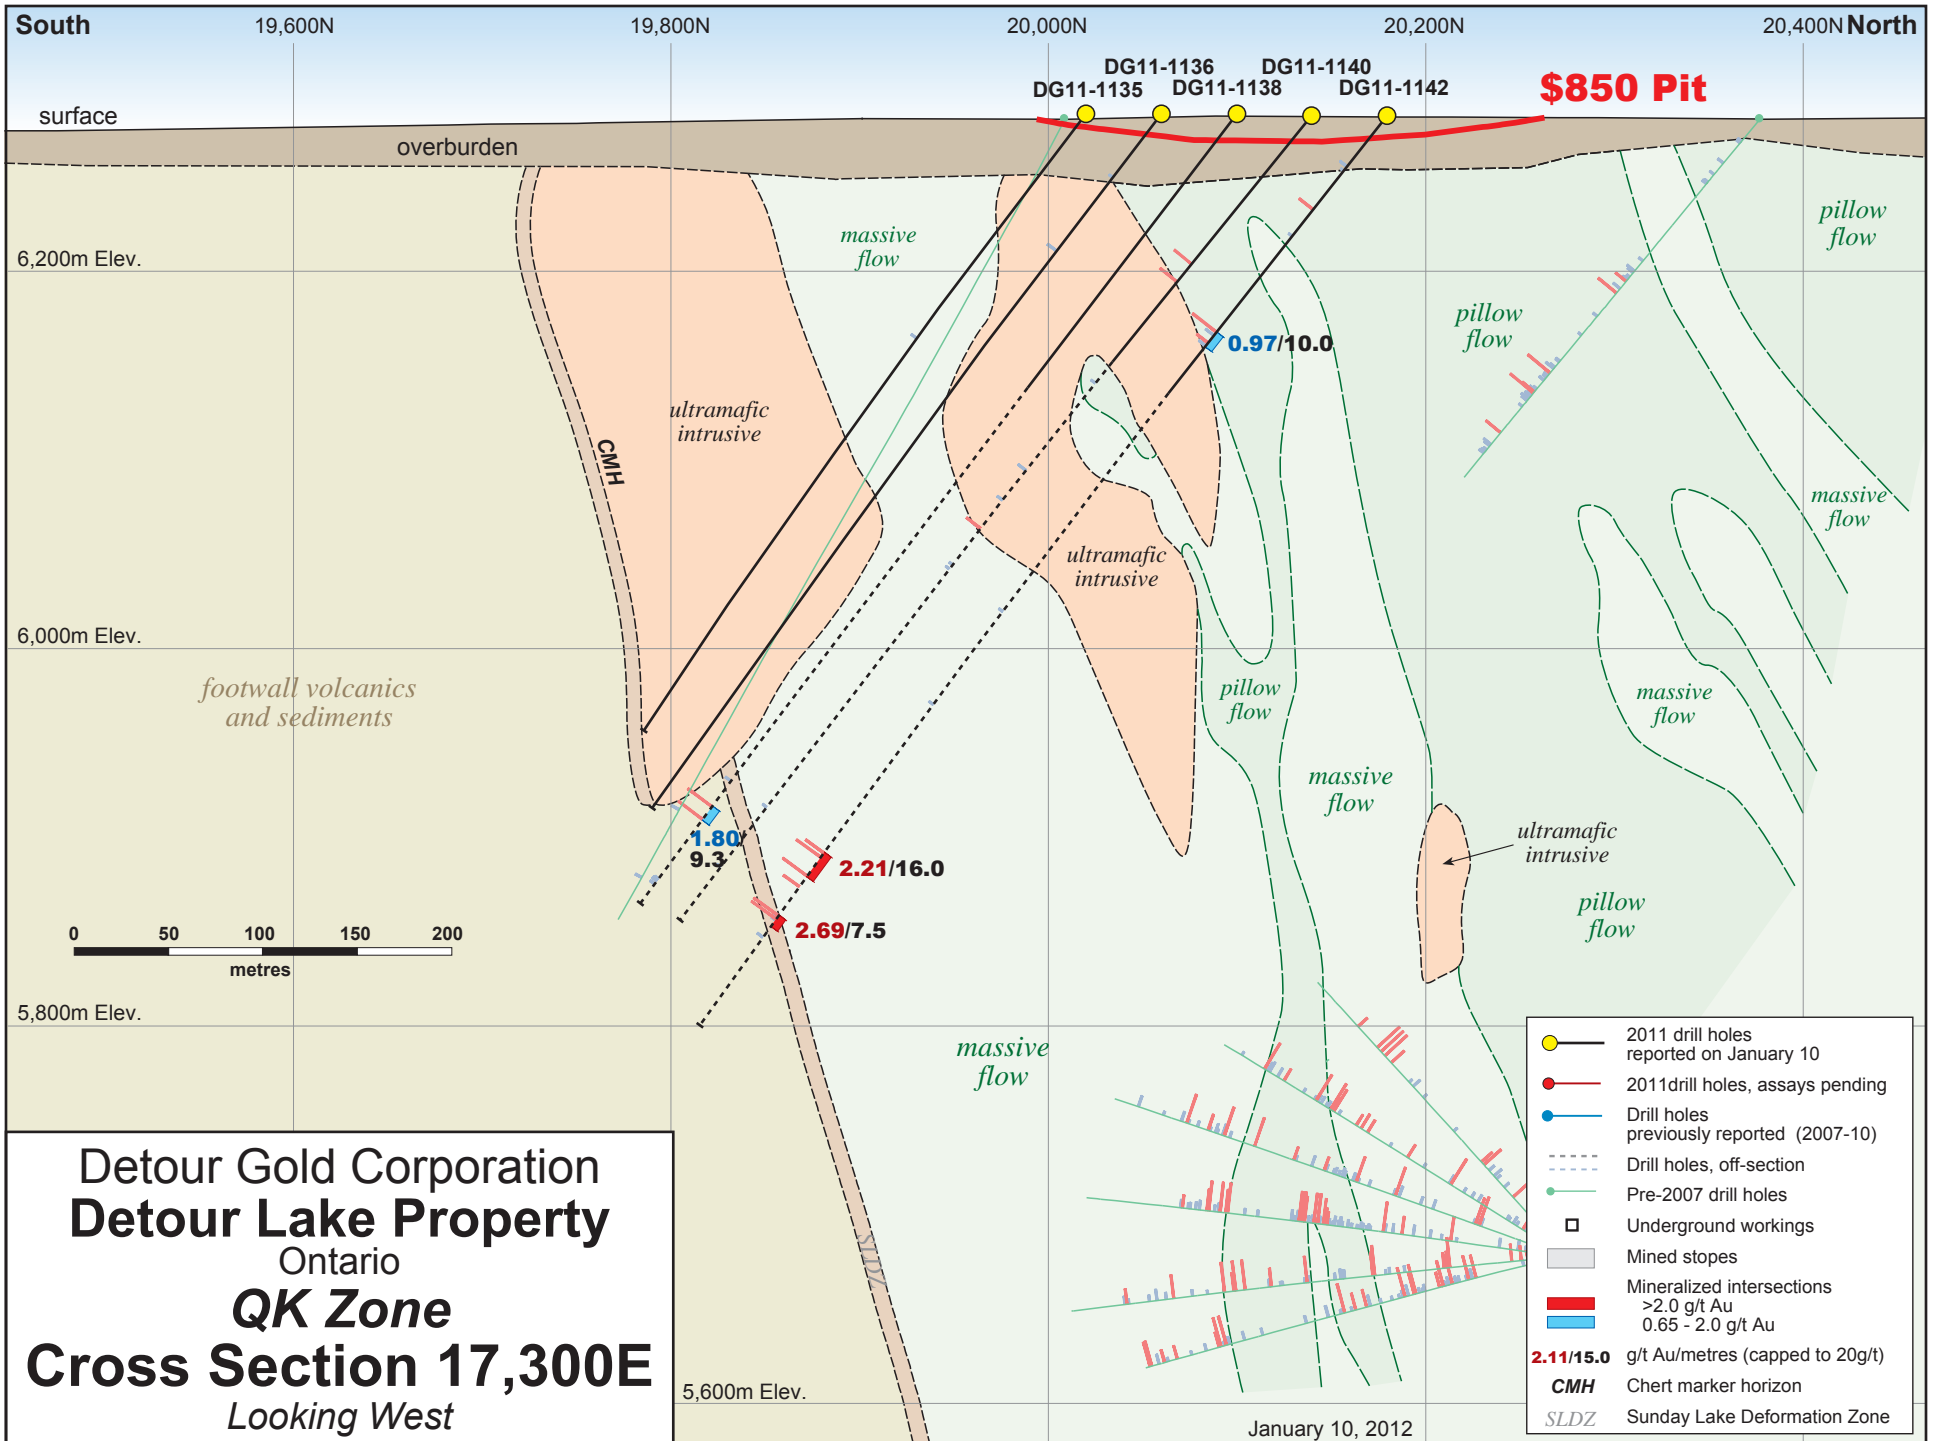 South
19,600N
19,800N
20,000N
20,200N
20,400N
North
DG11-1136
DG11-1140
DG11-1135
DG11-1138
DG11-1142
$850 Pit
surface
overburden
massive
flow
pillow
flow
6,200m Elev.
pillow
flow
0.97/10.0
ultramafic
intrusive
CMH
massive
flow
ultramafic
intrusive
6,000m Elev.
footwall volcanics
and sediments
pillow
flow
massive
flow
massive
flow
1.80/
9.3
2.21/16.0
ultramafic
intrusive
pillow
flow
2.69/7.5
0 50 100 150 200
metres
5,800m Elev.
massive
flow
SLDZ
5,600m Elev.
January 10, 2012
Detour Gold Corporation
Detour Lake Property
Ontario
QK Zone
Cross Section 17,300E
Looking West
2011 drill holes
reported on January 10
2011drill holes, assays pending
Drill holes
previously reported (2007-10)
Drill holes, off-section
Pre-2007 drill holes
Underground workings
Mined stopes
Mineralized intersections
>2.0 g/t Au
0.65 - 2.0 g/t Au
2.11/15.0 g/t Au/metres (capped to 20g/t)
CMH Chert marker horizon
SLDZ Sunday Lake Deformation Zone